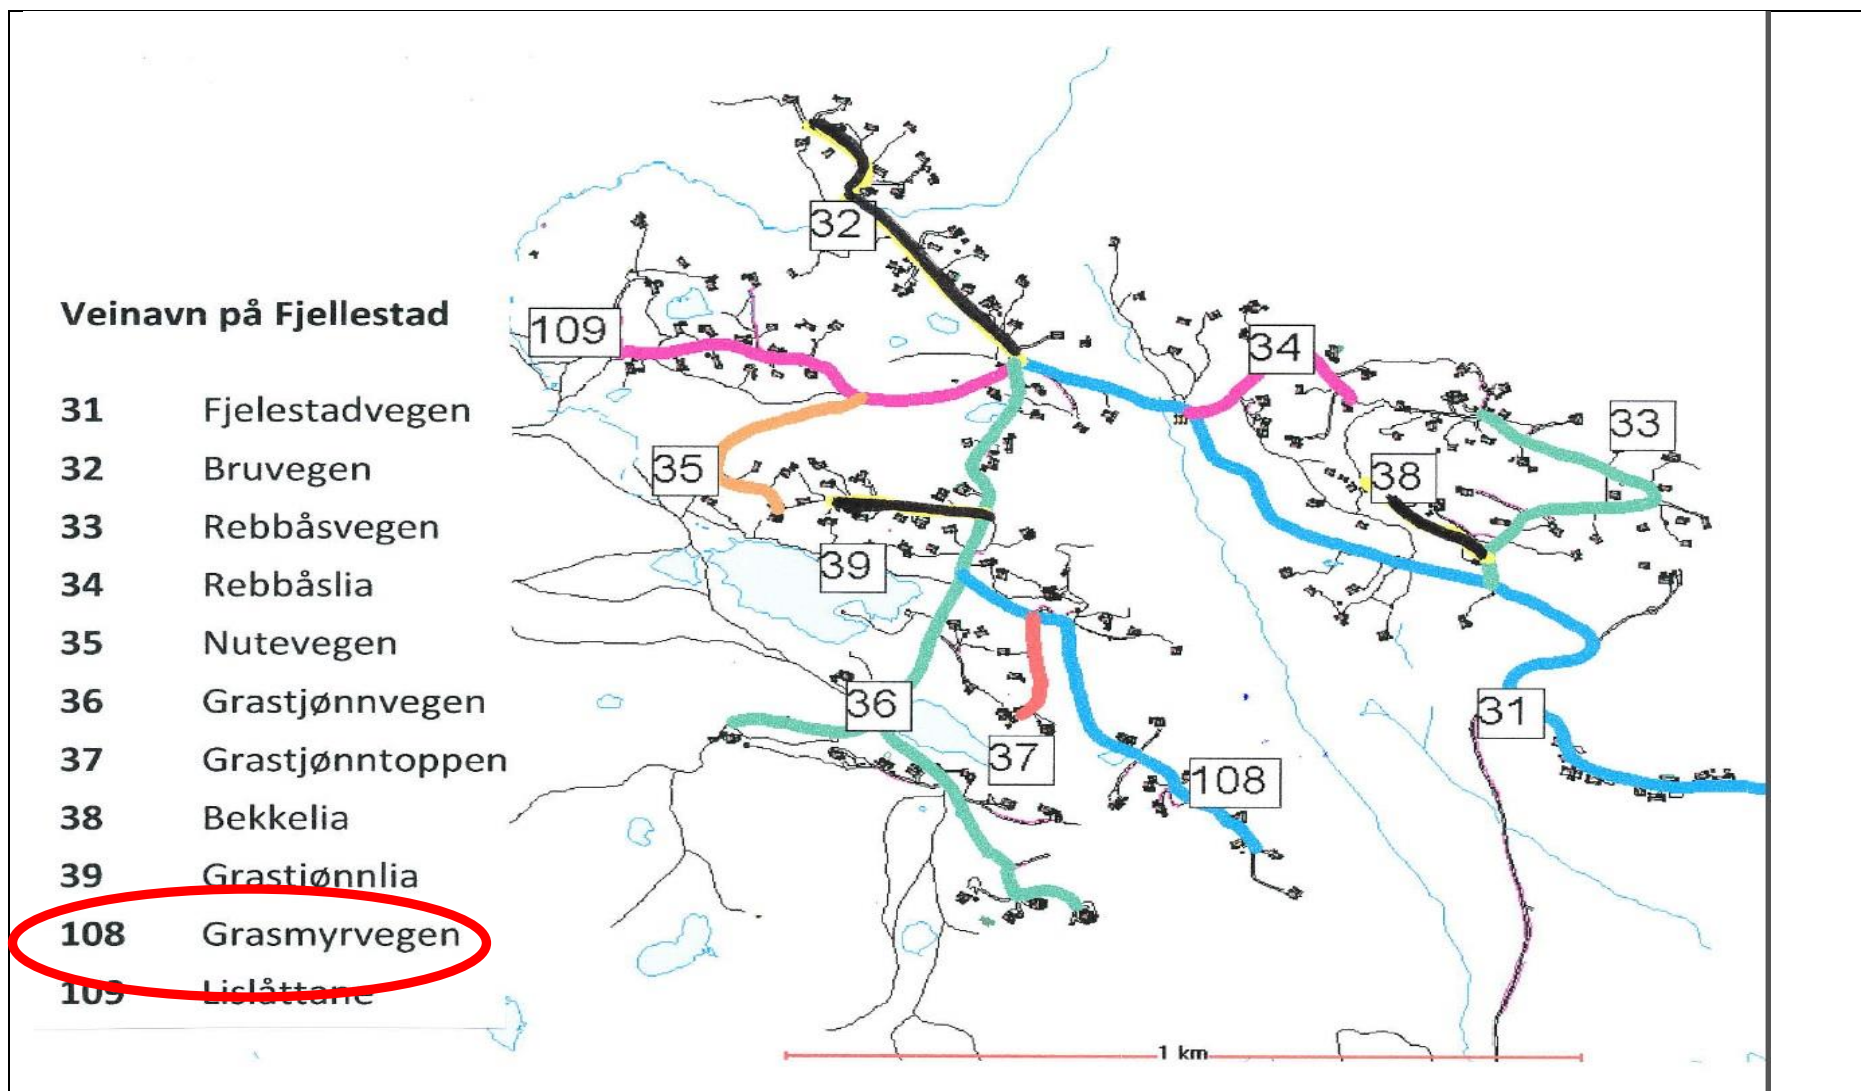 Veinavn på Fjellestad
31 Fjelestadvegen
32 Bruvegen
33 Rebbåsvegen
34 Rebbåslia
35 Nutevegen
36 Grastjønnvegen
37 Grastjønntoppen
38 Bekkelia
39 Grastjønnlia
108 Grasmyrvegen
109 Lislåttane
32
109
34
33
35
38
39
36
31
37
108
1 km